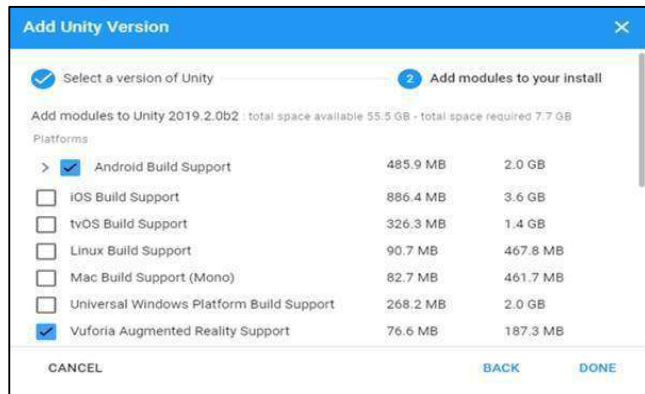 Add Unity Version
Select a version of Unity 2 Add modules to your install
Add modules to Unity 2019.2.0b2 : total space available 55.5 GB - total space required 7.7 GB
Platforms
Android Build Support 485.9 MB 2.0 GB
iOS Build Support 886.4 MB 3.6 GB
tvOS Build Support 326.3 MB 1.4 GB
Linux Build Support 90.7 MB 467.8 MB
Mac Build Support (Mono) 82.7 MB 461.7 MB
Universal Windows Platform Build Support 268.2 MB 2.0 GB
Vuforia Augmented Reality Support 76.6 MB 187.3 MB
CANCEL BACK DONE